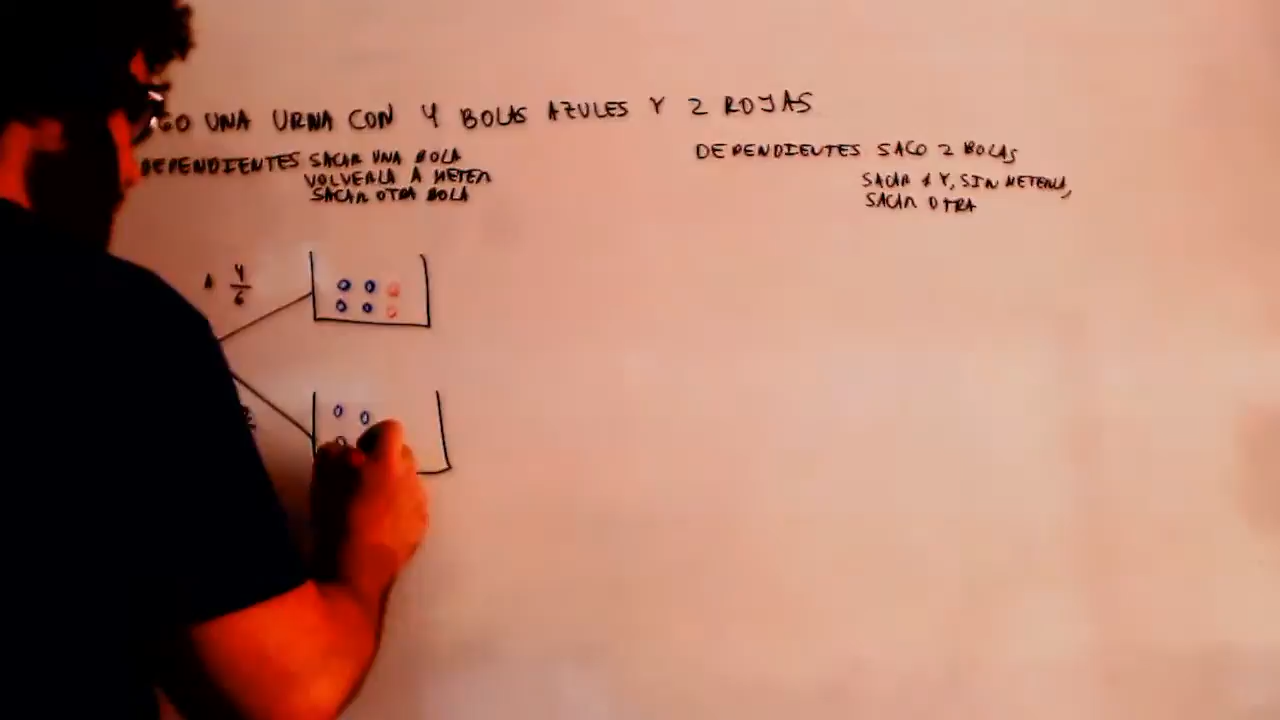 GO UNA URNA CON 4 BOLAS AZULES Y 2 ROJAS
DEPENDIENTES SACAR UNA BOLA
VOLVERLA A METER
SACAR OTRA BOLA
DEPENDIENTES SACO 2 BOLAS
SACAR 1 Y, SIN METERLA,
SACAR OTRA
A 4/6